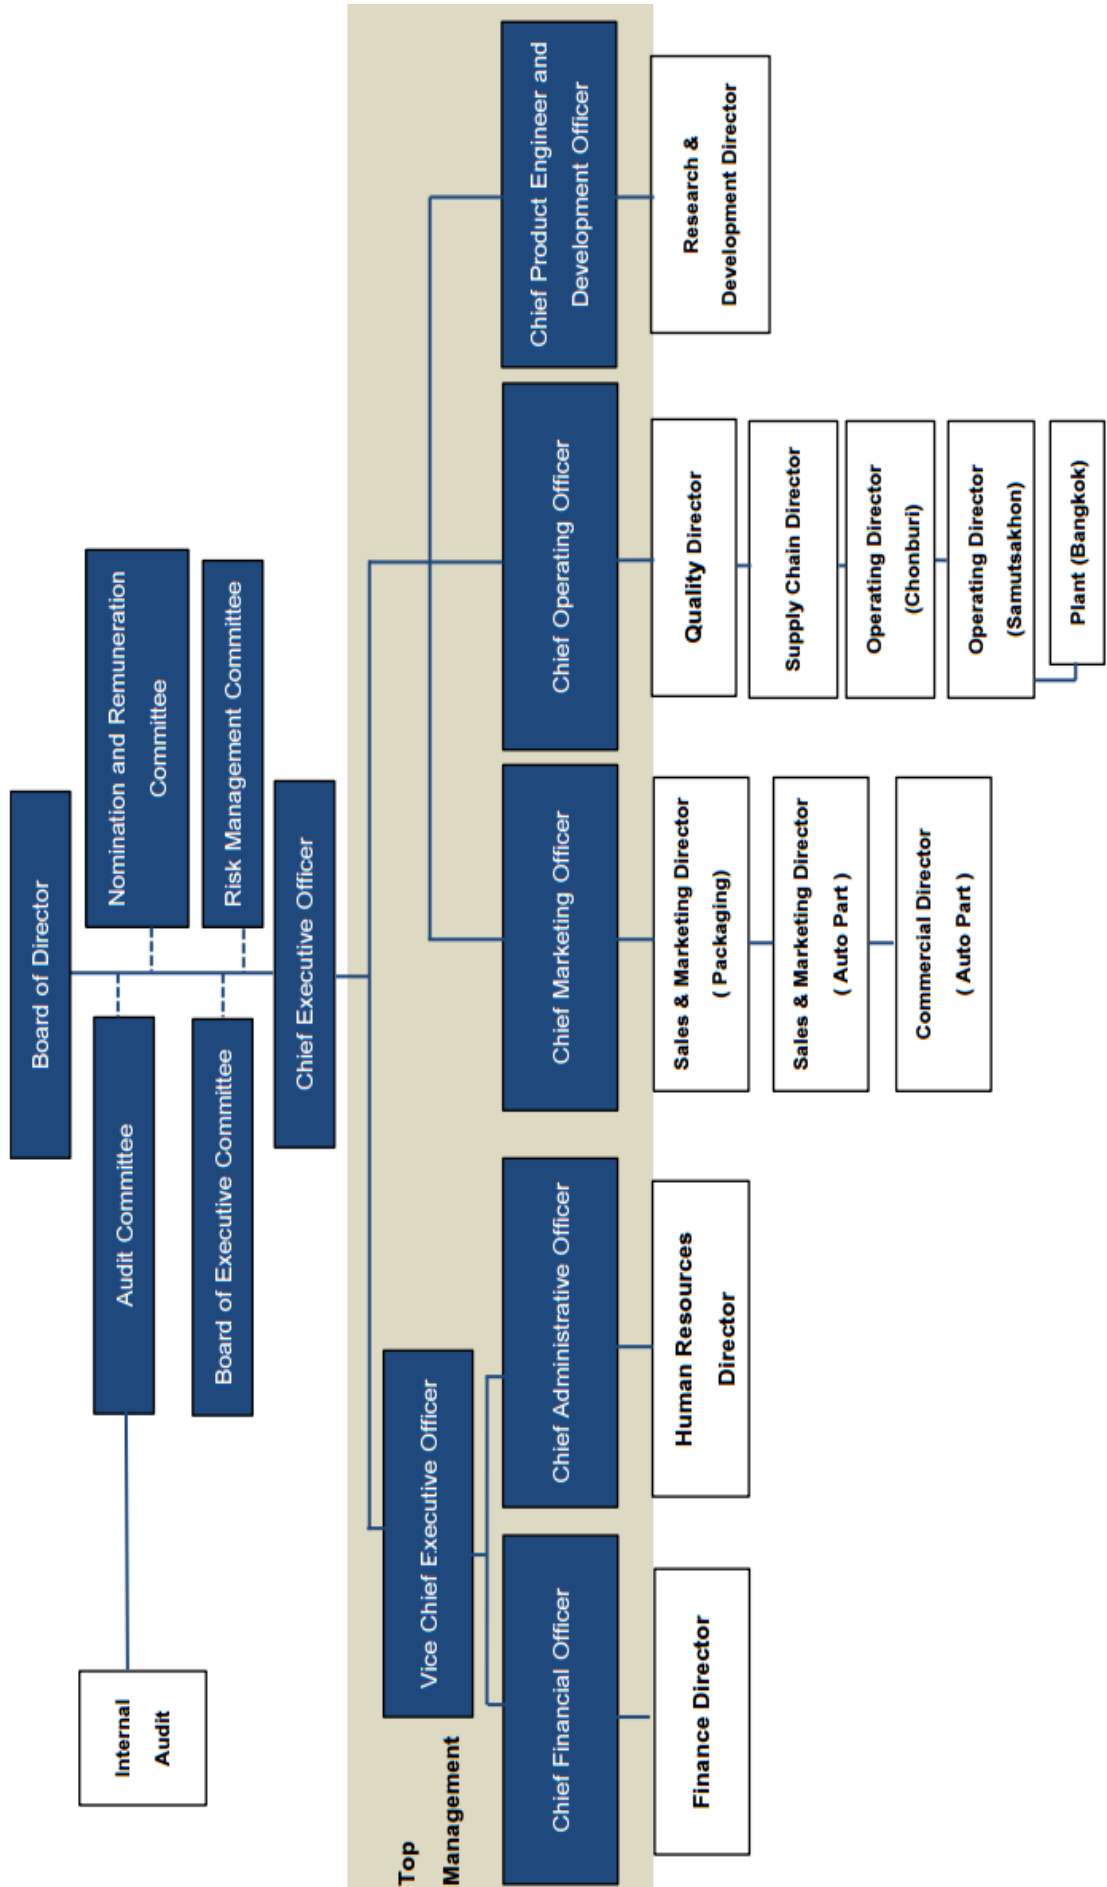 Board of Director
Audit Committee
Nomination and Remuneration
Committee
Internal
Audit
Board of Executive Committee
Risk Management Committee
Chief Executive Officer
Top
Management
Vice Chief Executive Officer
Chief Financial Officer
Chief Administrative Officer
Chief Marketing Officer
Chief Operating Officer
Chief Product Engineer and
Development Officer
Finance Director
Human Resources
Director
Sales & Marketing Director
( Packaging)
Sales & Marketing Director
( Auto Part )
Commercial Director
( Auto Part )
Quality Director
Supply Chain Director
Operating Director
(Chonburi)
Operating Director
(Samutsakhon)
Plant (Bangkok)
Research &
Development Director